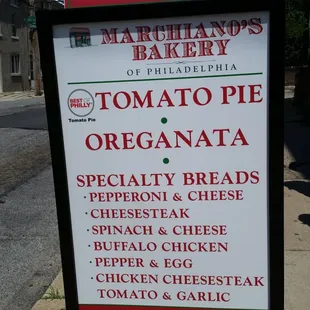 MARCHIANO'S
BAKERY
OF PHILADELPHIA
BEST OF
PHILLY
Tomato Pie
TOMATO PIE
•
OREGANATA
•
SPECIALTY BREADS
· PEPPERONI & CHEESE
· CHEESESTEAK
· SPINACH & CHEESE
· BUFFALO CHICKEN
· PEPPER & EGG
· CHICKEN CHEESESTEAK
TOMATO & GARLIC